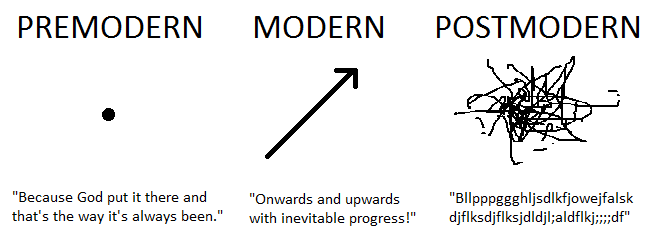 PREMODERN
MODERN
POSTMODERN
"Because God put it there and
that's the way it's always been."
"Onwards and upwards
with inevitable progress!"
"Bllpppggghljsdlkfjowejfalsk
djflksdjflksjdldjl;aldflkj;;;;df"